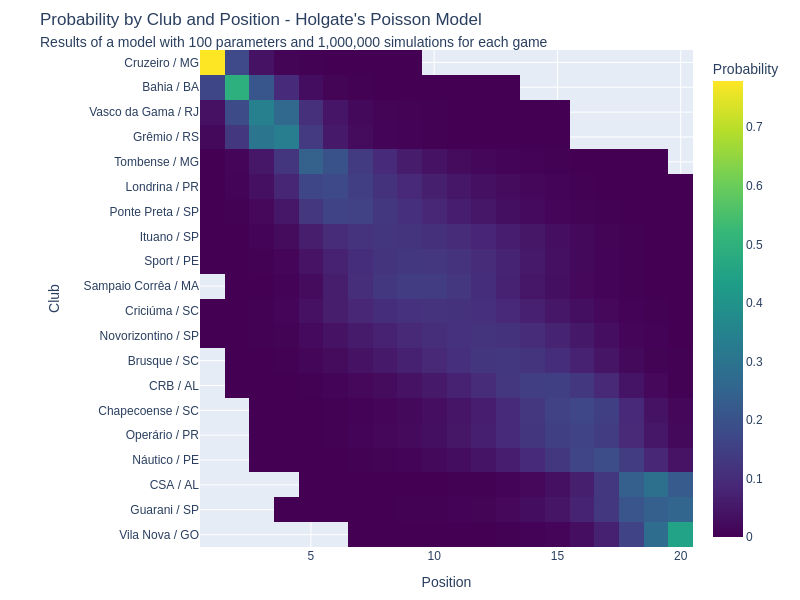 Probability by Club and Position - Holgate's Poisson Model
Results of a model with 100 parameters and 1,000,000 simulations for each game
Probability
Cruzeiro / MG
Bahia / BA
Vasco da Gama / RJ
Grêmio / RS
Tombense / MG
Londrina / PR
Ponte Preta / SP
Ituano / SP
Sport / PE
Sampaio Corrêa / MA
Criciúma / SC
Novorizontino / SP
Brusque / SC
CRB / AL
Chapecoense / SC
Operário / PR
Náutico / PE
CSA / AL
Guarani / SP
Vila Nova / GO
Club
5
10
15
20
Position
0.7
0.6
0.5
0.4
0.3
0.2
0.1
0